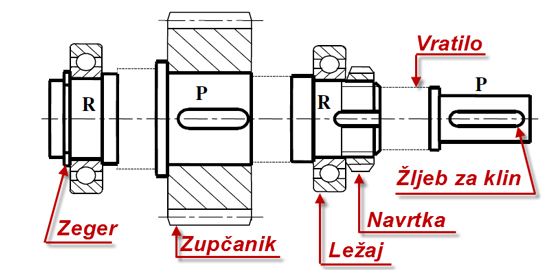 Vratilo
P
P
R
R
Žljeb za klin
Navrtka
Zeger
Zupčanik
Ležaj